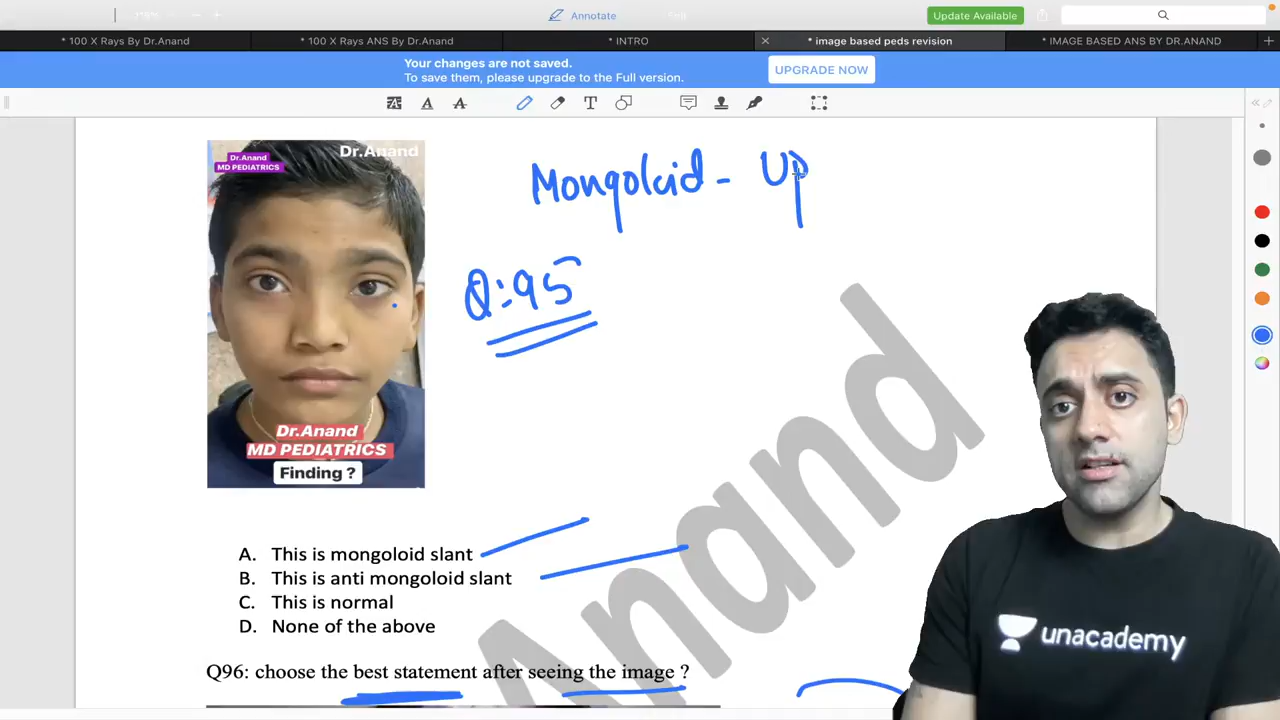 Annotate
Update Available
* 100 X Rays By Dr.Anand
* 100 X Rays ANS By Dr.Anand
* INTRO
* image based peds revision
* IMAGE BASED ANS BY DR.ANAND
Your changes are not saved.
To save them, please upgrade to the Full version.
UPGRADE NOW
Dr.Anand
MD PEDIATRICS
Dr.Anand
Mongoloid - Up
Q:95
Dr.Anand
MD PEDIATRICS
Finding ?
A. This is mongoloid slant
B. This is anti mongoloid slant
C. This is normal
D. None of the above
Anand
unacademy
Q96: choose the best statement after seeing the image ?